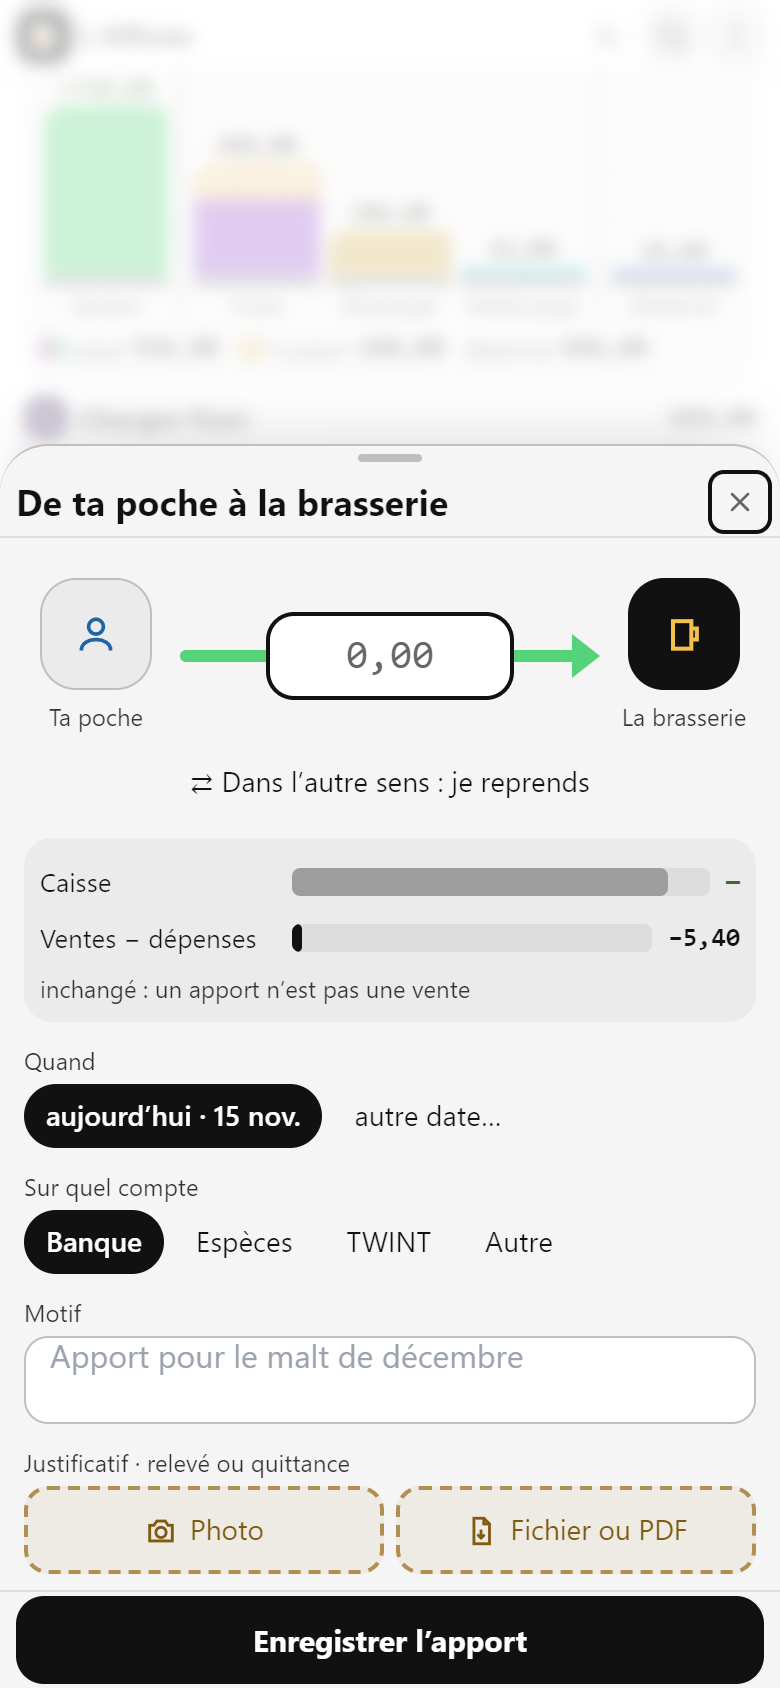 De ta poche à la brasserie
0,00
Ta poche
La brasserie
⇄ Dans l’autre sens : je reprends
Caisse –
Ventes – dépenses -5,40
inchangé : un apport n’est pas une vente
Quand
aujourd’hui · 15 nov. autre date…
Sur quel compte
Banque Espèces TWINT Autre
Motif
Apport pour le malt de décembre
Justificatif · relevé ou quittance
Photo Fichier ou PDF
Enregistrer l’apport